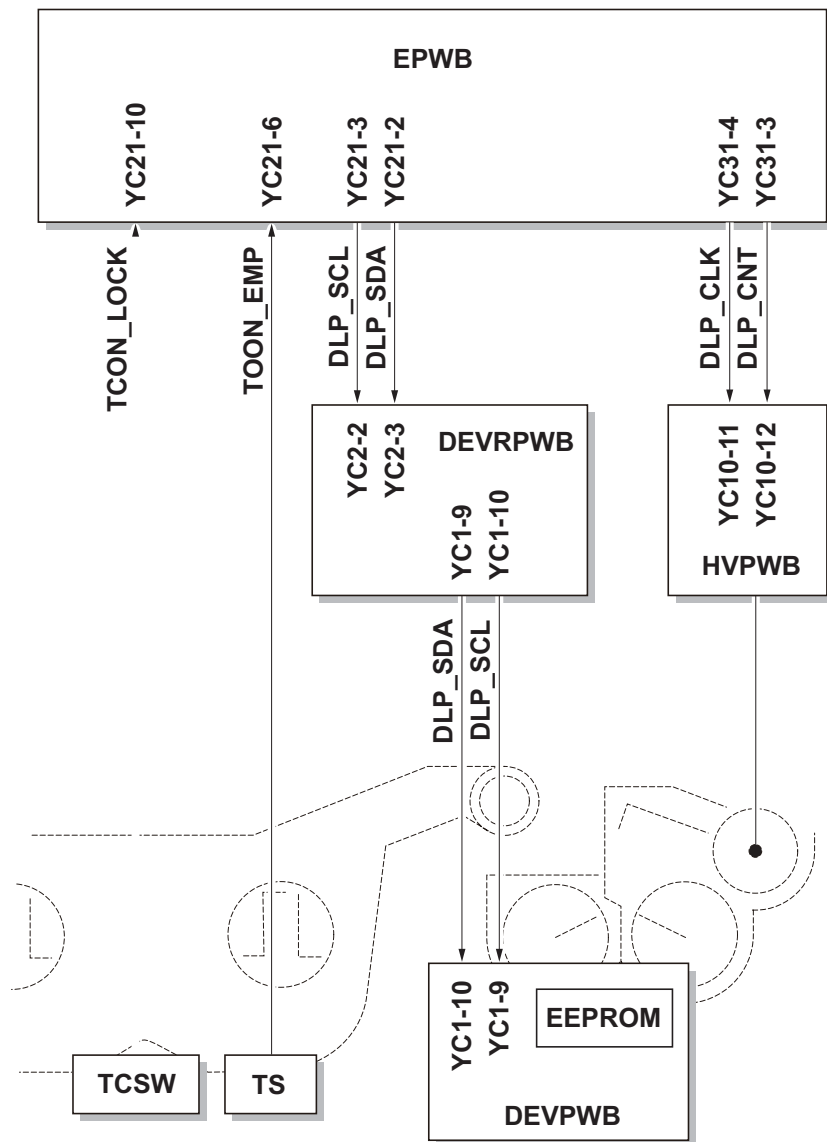 EPWB
YC21-10
YC21-6
YC21-3
YC21-2
YC31-4
YC31-3
TCON_LOCK
TOON_EMP
DLP_SCL
DLP_SDA
DLP_CLK
DLP_CNT
YC2-2
YC2-3
DEVRPWB
YC1-9
YC1-10
YC10-11
YC10-12
HVPWB
DLP_SDA
DLP_SCL
YC1-10
YC1-9
EEPROM
DEVPWB
TCSW
TS